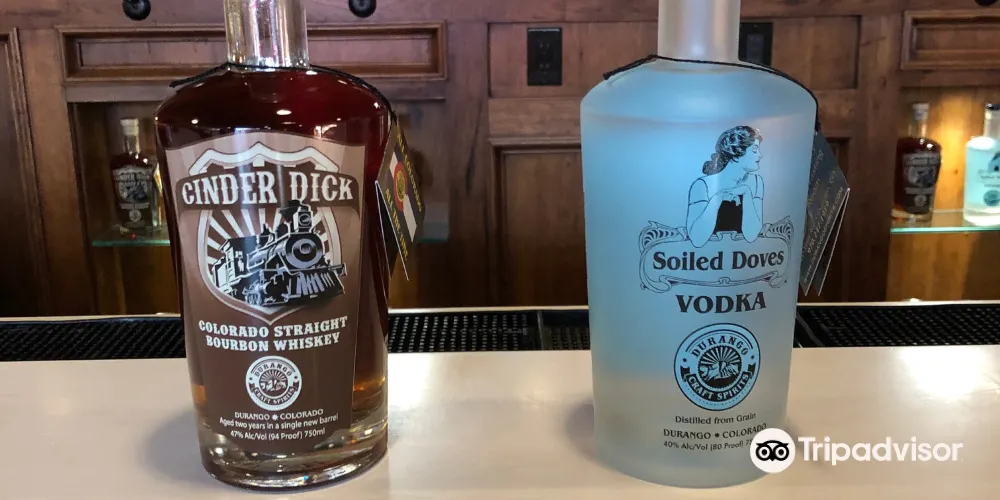 CINDER DICK
COLORADO STRAIGHT
BOURBON WHISKEY
DURANGO
CRAFT SPIRITS
DURANGO * COLORADO
Aged two years in a single new barrel
47% Alc/Vol (94 Proof) 750ml
Soiled Doves
VODKA
DURANGO
CRAFT SPIRITS
Distilled from Grain
DURANGO * COLORADO
40% Alc/Vol (80 Proof)
Tripadvisor